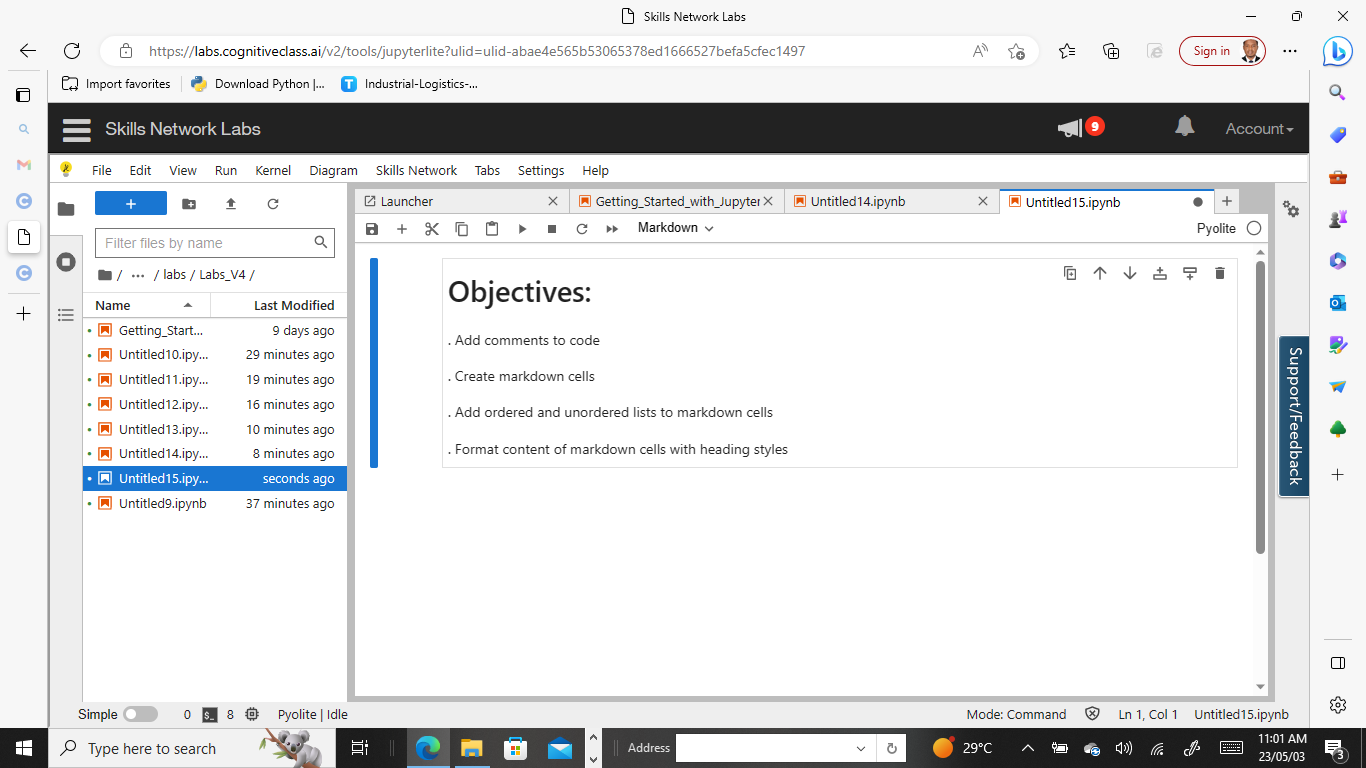 Skills Network Labs
https://labs.cognitiveclass.ai/v2/tools/jupyterlite?ulid=ulid-abae4e565b53065378ed1666527befa5cfec1497
Sign in
Import favorites
Download Python |...
Industrial-Logistics-...
Skills Network Labs
9
Account
File Edit View Run Kernel Diagram Skills Network Tabs Settings Help
Launcher
Getting_Started_with_Jupyter
Untitled14.ipynb
Untitled15.ipynb
Markdown
Pyolite
Filter files by name
/ ... / labs / Labs_V4 /
Name Last Modified
Getting_Start... 9 days ago
Untitled10.ipy... 29 minutes ago
Untitled11.ipy... 19 minutes ago
Untitled12.ipy... 16 minutes ago
Untitled13.ipy... 10 minutes ago
Untitled14.ipy... 8 minutes ago
Untitled15.ipy... seconds ago
Untitled9.ipynb 37 minutes ago
Objectives:
. Add comments to code
. Create markdown cells
. Add ordered and unordered lists to markdown cells
. Format content of markdown cells with heading styles
Support/Feedback
Simple 0 8 Pyolite | Idle
Mode: Command Ln 1, Col 1 Untitled15.ipynb
Type here to search
Address
29°C
11:01 AM
23/05/03
3